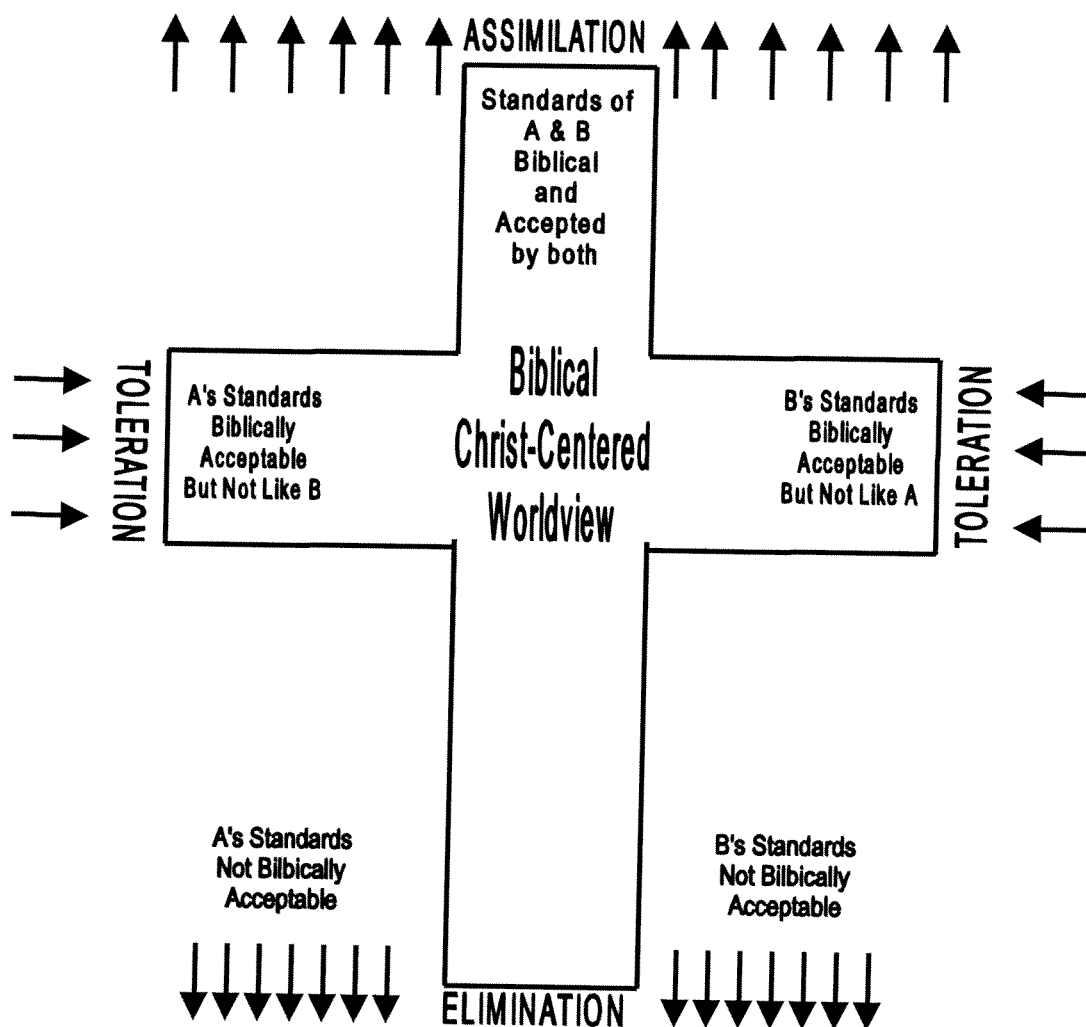 ASSIMILATION
Standards of
A & B
Biblical
and
Accepted
by both
TOLERATION
A's Standards
Biblically
Acceptable
But Not Like B
Biblical
Christ-Centered
Worldview
B's Standards
Biblically
Acceptable
But Not Like A
TOLERATION
A's Standards
Not Bilbically
Acceptable
B's Standards
Not Bilbically
Acceptable
ELIMINATION